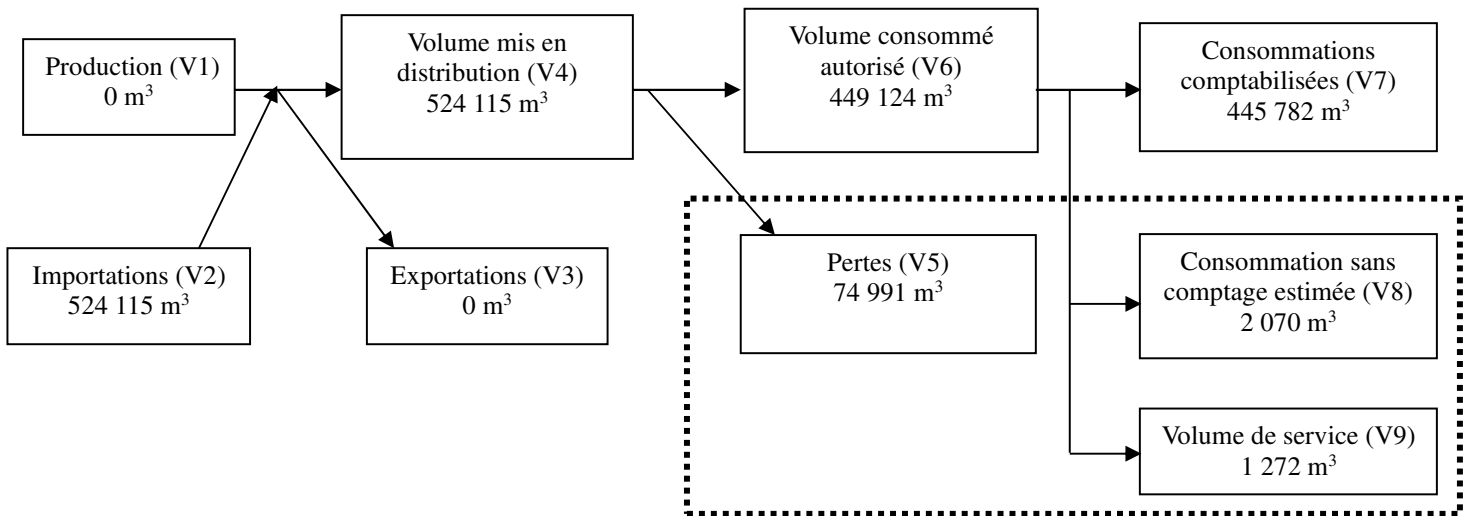 Production (V1)
0 m³
Volume mis en
distribution (V4)
524 115 m³
Volume consommé
autorisé (V6)
449 124 m³
Consommations
comptabilisées (V7)
445 782 m³
Importations (V2)
524 115 m³
Exportations (V3)
0 m³
Pertes (V5)
74 991 m³
Consommation sans
comptage estimée (V8)
2 070 m³
Volume de service (V9)
1 272 m³